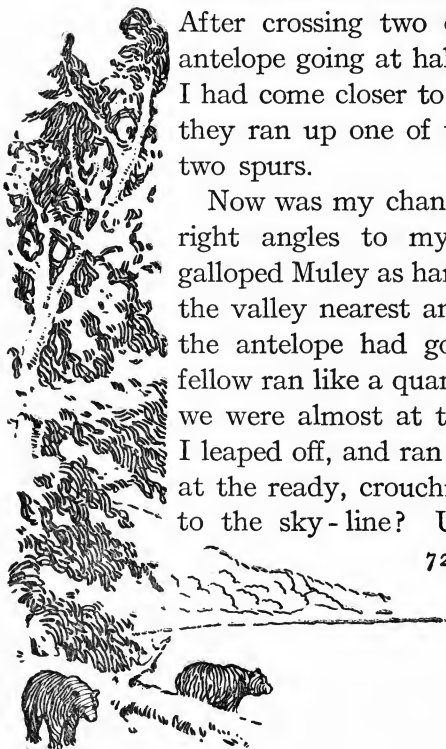 After crossing two
antelope going at hal
I had come closer to
they ran up one of
two spurs.
Now was my chan
right angles to my
galloped Muley as har
the valley nearest an
the antelope had go
fellow ran like a quar
we were almost at t
I leaped off, and ran
at the ready, crouchi
to the sky-line? U
72